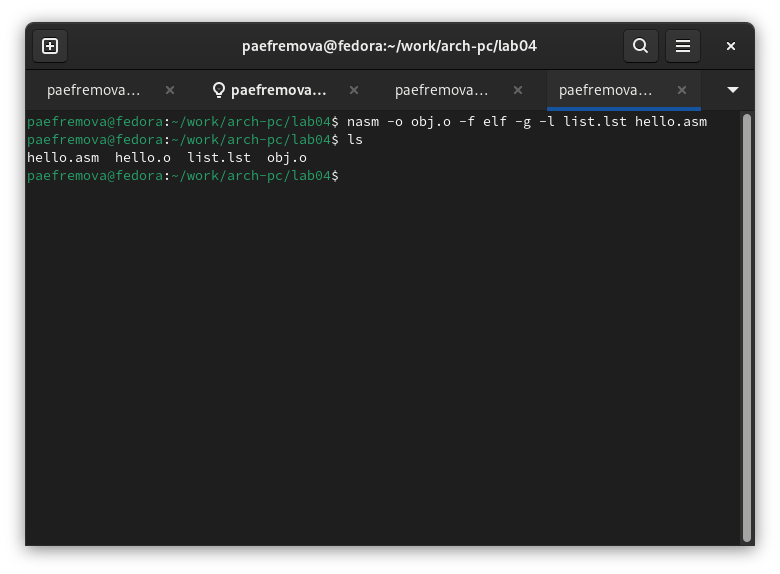 paefremova@fedora:~/work/arch-pc/lab04
paefremova... paefremova... paefremova... paefremova...
paefremova@fedora:~/work/arch-pc/lab04$ nasm -o obj.o -f elf -g -l list.lst hello.asm
paefremova@fedora:~/work/arch-pc/lab04$ ls
hello.asm  hello.o  list.lst  obj.o
paefremova@fedora:~/work/arch-pc/lab04$